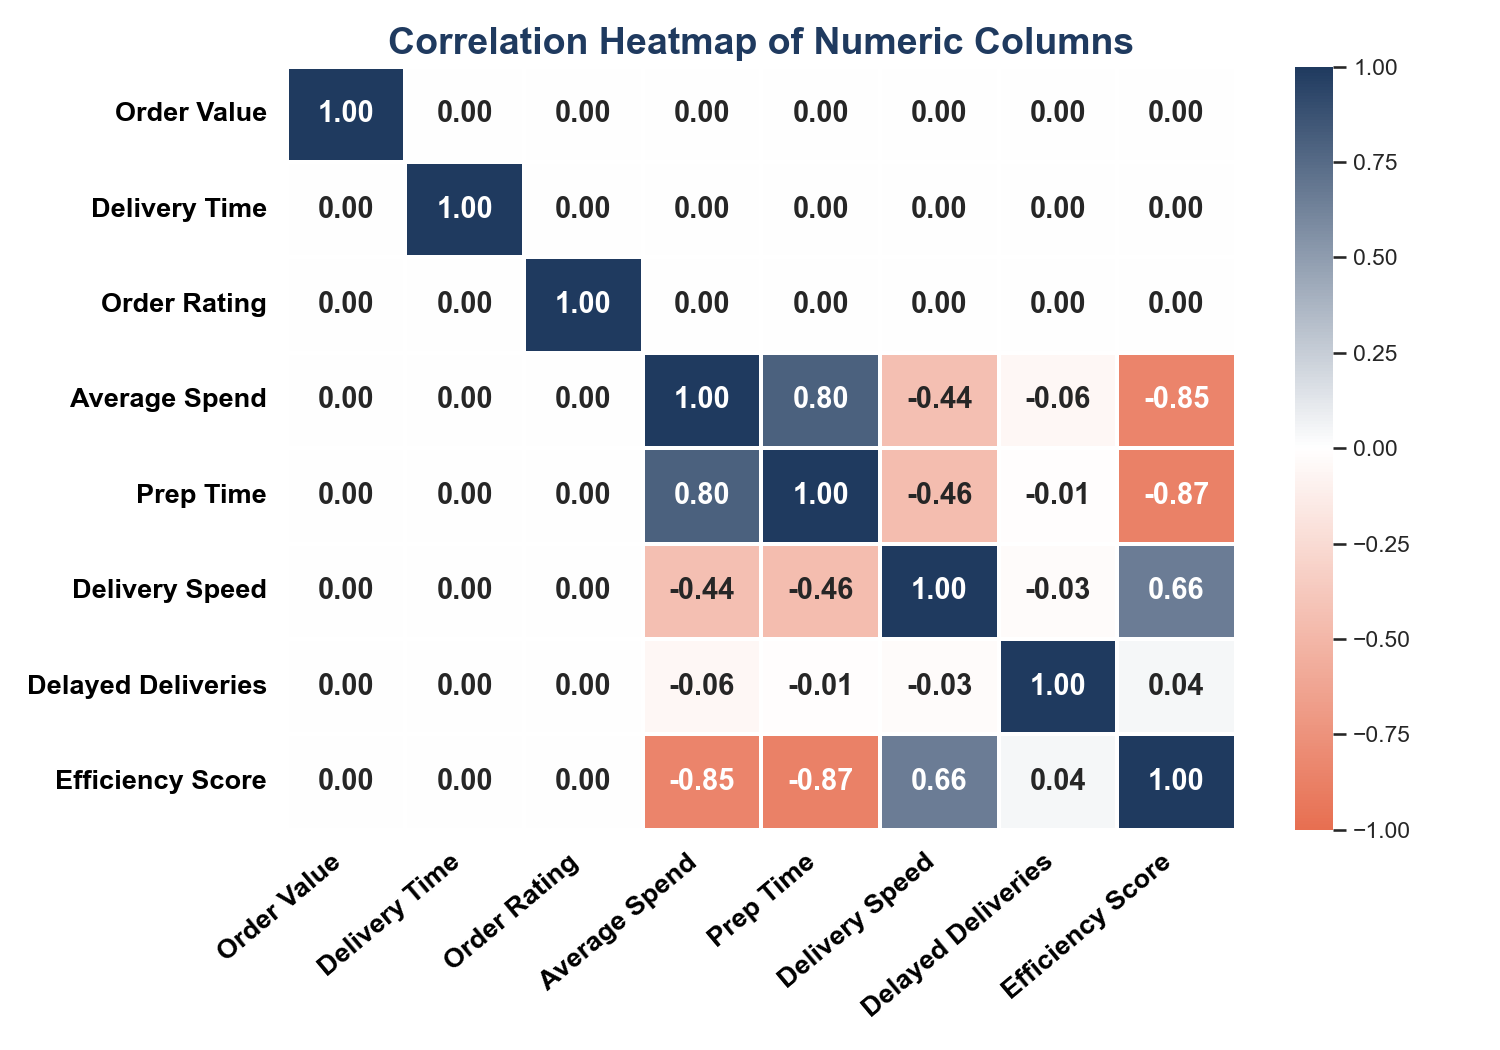 Correlation Heatmap of Numeric Columns
Order Value 1.00 0.00 0.00 0.00 0.00 0.00 0.00 0.00
Delivery Time 0.00 1.00 0.00 0.00 0.00 0.00 0.00 0.00
Order Rating 0.00 0.00 1.00 0.00 0.00 0.00 0.00 0.00
Average Spend 0.00 0.00 0.00 1.00 0.80 -0.44 -0.06 -0.85
Prep Time 0.00 0.00 0.00 0.80 1.00 -0.46 -0.01 -0.87
Delivery Speed 0.00 0.00 0.00 -0.44 -0.46 1.00 -0.03 0.66
Delayed Deliveries 0.00 0.00 0.00 -0.06 -0.01 -0.03 1.00 0.04
Efficiency Score 0.00 0.00 0.00 -0.85 -0.87 0.66 0.04 1.00
Order Value
Delivery Time
Order Rating
Average Spend
Prep Time
Delivery Speed
Delayed Deliveries
Efficiency Score
1.00
0.75
0.50
0.25
0.00
−0.25
−0.50
−0.75
−1.00